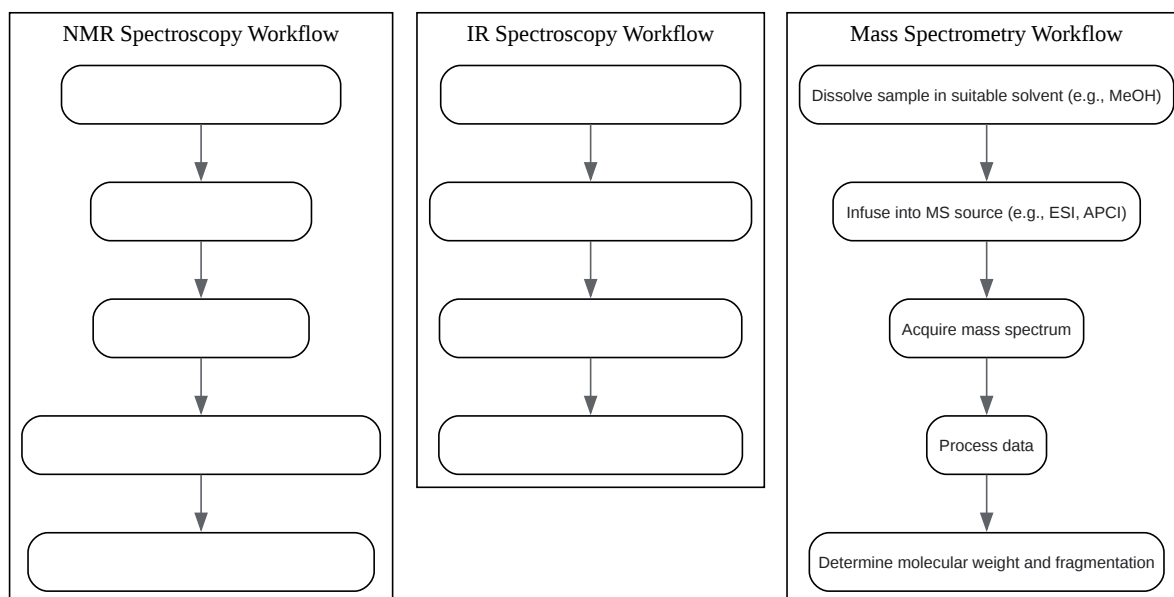 NMR Spectroscopy Workflow
IR Spectroscopy Workflow
Mass Spectrometry Workflow
Dissolve sample in suitable solvent (e.g., MeOH)
Infuse into MS source (e.g., ESI, APCI)
Acquire mass spectrum
Process data
Determine molecular weight and fragmentation